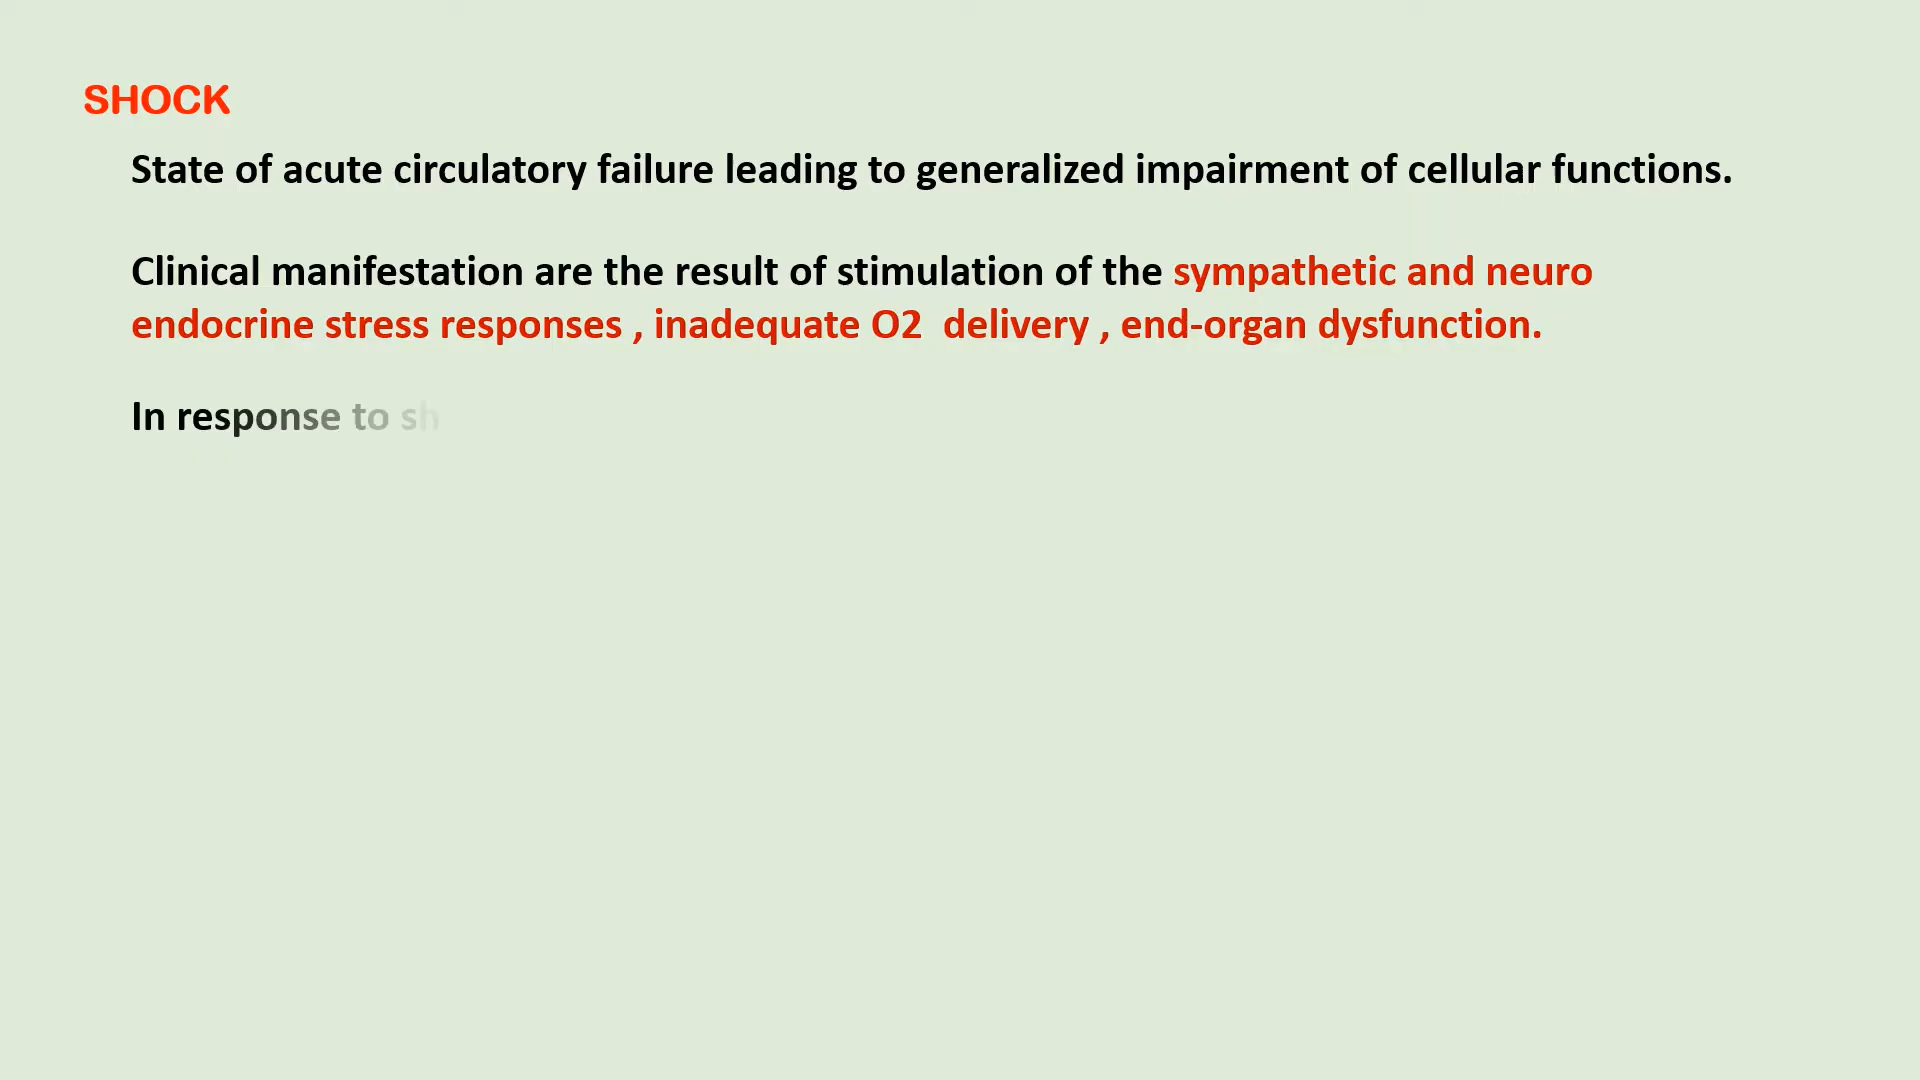 SHOCK
State of acute circulatory failure leading to generalized impairment of cellular functions.
Clinical manifestation are the result of stimulation of the sympathetic and neuro
endocrine stress responses , inadequate O2  delivery , end-organ dysfunction.
In response to sh